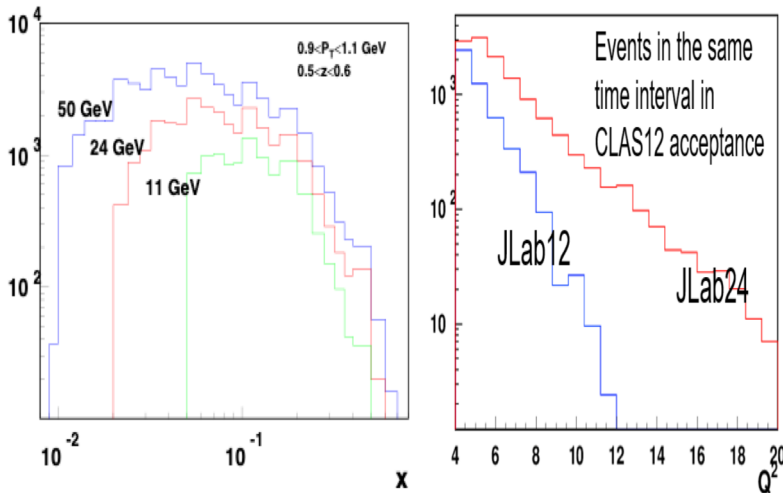 10^4
10^3
10^2
10^-2
10^-1
x
0.9<P_T<1.1 GeV
0.5<z<0.6
50 GeV
24 GeV
11 GeV
10^3
10^2
10
4 6 8 10 12 14 16 18 20
Q^2
Events in the same
time interval in
CLAS12 acceptance
JLab12
JLab24